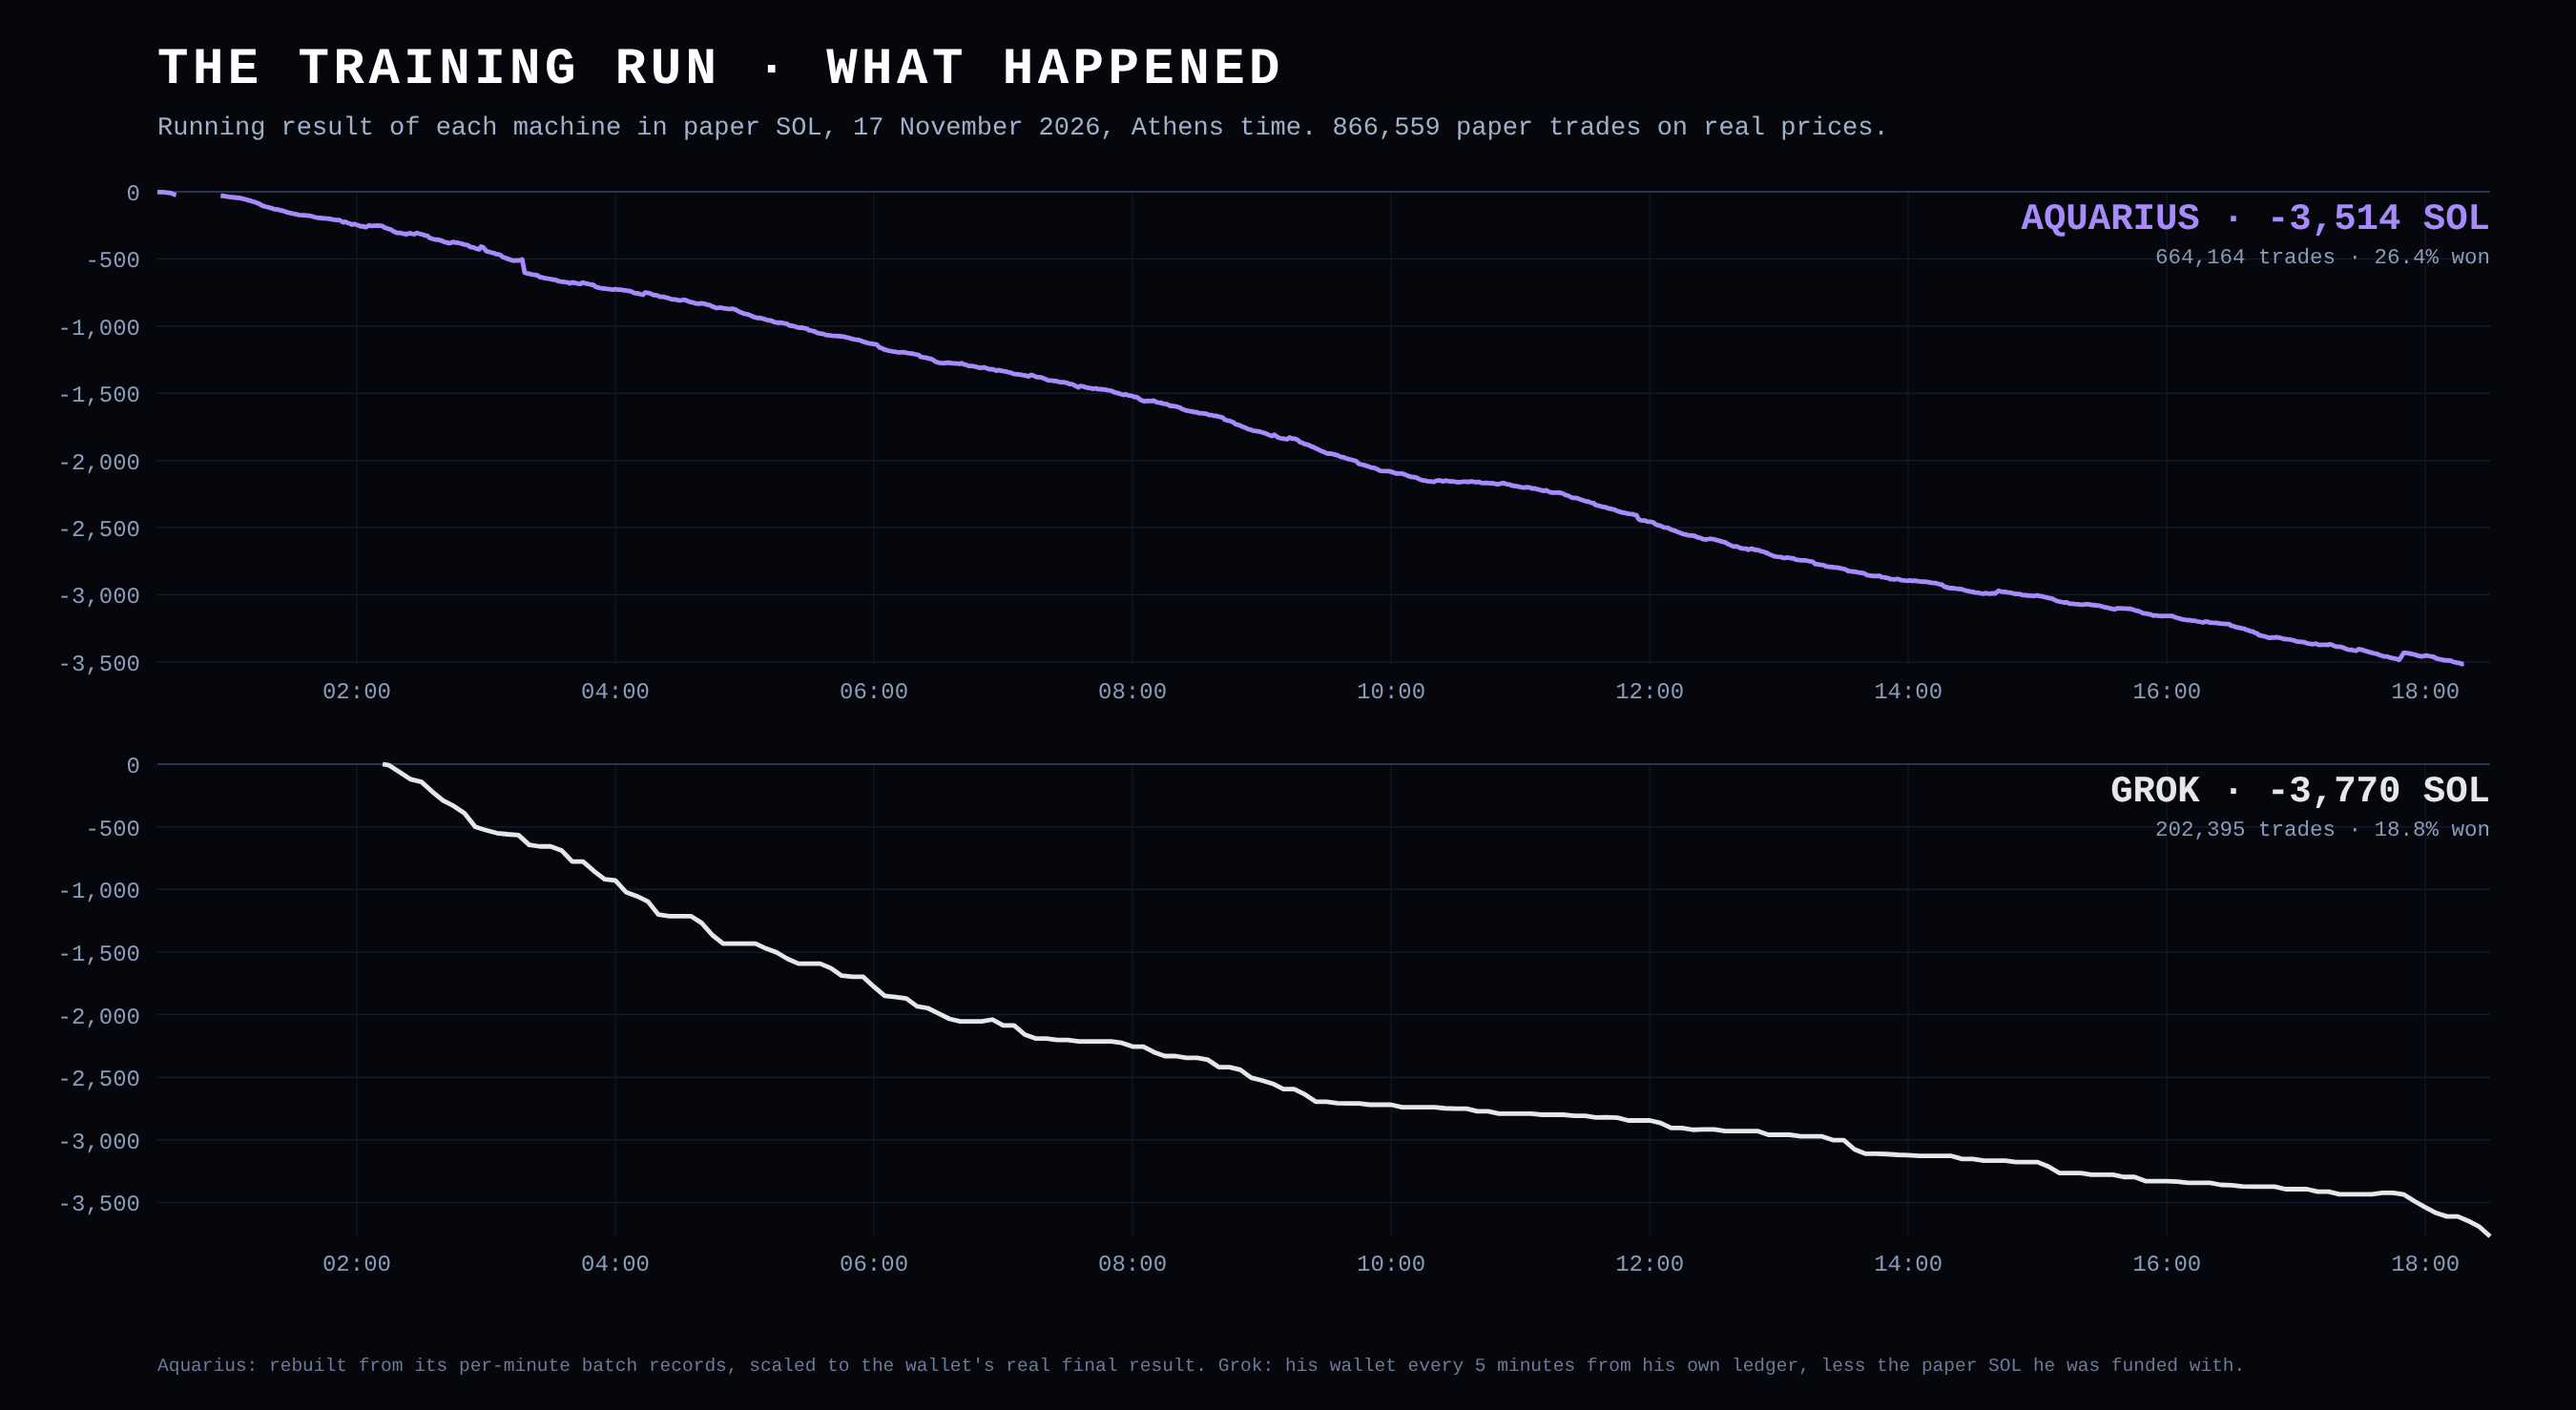 THE TRAINING RUN · WHAT HAPPENED
Running result of each machine in paper SOL, 17 November 2026, Athens time. 866,559 paper trades on real prices.
0
AQUARIUS · -3,514 SOL
-500
664,164 trades · 26.4% won
-1,000
-1,500
-2,000
-2,500
-3,000
-3,500
02:00 04:00 06:00 08:00 10:00 12:00 14:00 16:00 18:00
0
GROK · -3,770 SOL
-500
202,395 trades · 18.8% won
-1,000
-1,500
-2,000
-2,500
-3,000
-3,500
02:00 04:00 06:00 08:00 10:00 12:00 14:00 16:00 18:00
Aquarius: rebuilt from its per-minute batch records, scaled to the wallet's real final result. Grok: his wallet every 5 minutes from his own ledger, less the paper SOL he was funded with.